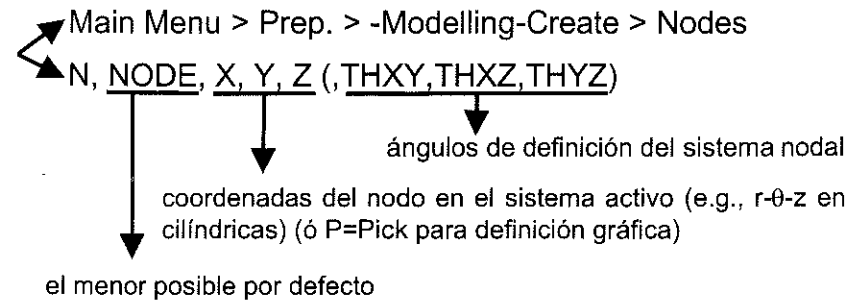 Main Menu > Prep. > -Modelling-Create > Nodes
N, NODE, X, Y, Z (,THXY,THXZ,THYZ)
ángulos de definición del sistema nodal
coordenadas del nodo en el sistema activo (e.g., r-θ-z en
cilíndricas) (ó P=Pick para definición gráfica)
el menor posible por defecto